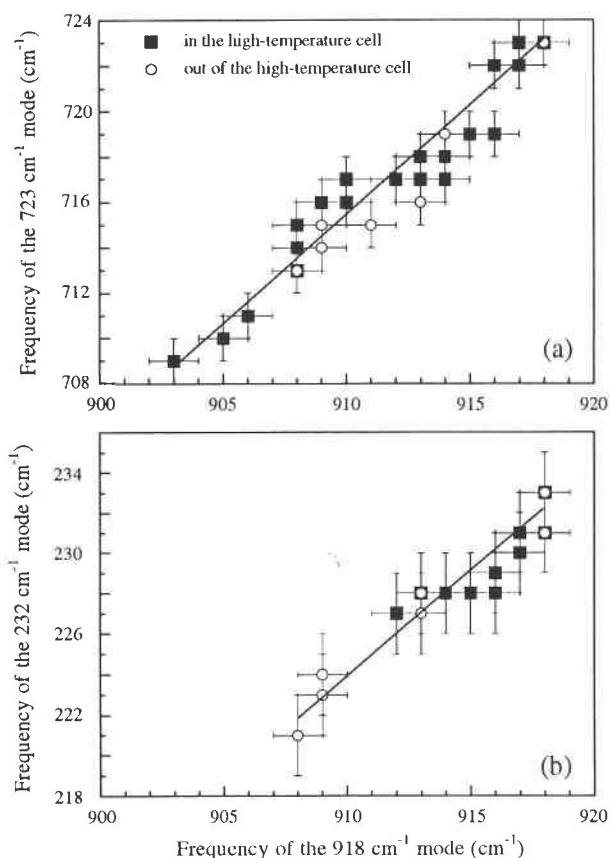 724
720
716
712
708
Frequency of the 723 cm⁻¹ mode (cm⁻¹)
in the high-temperature cell
out of the high-temperature cell
(a)
900 905 910 915 920
234
230
226
222
218
Frequency of the 232 cm⁻¹ mode (cm⁻¹)
(b)
900 905 910 915 920
Frequency of the 918 cm⁻¹ mode (cm⁻¹)